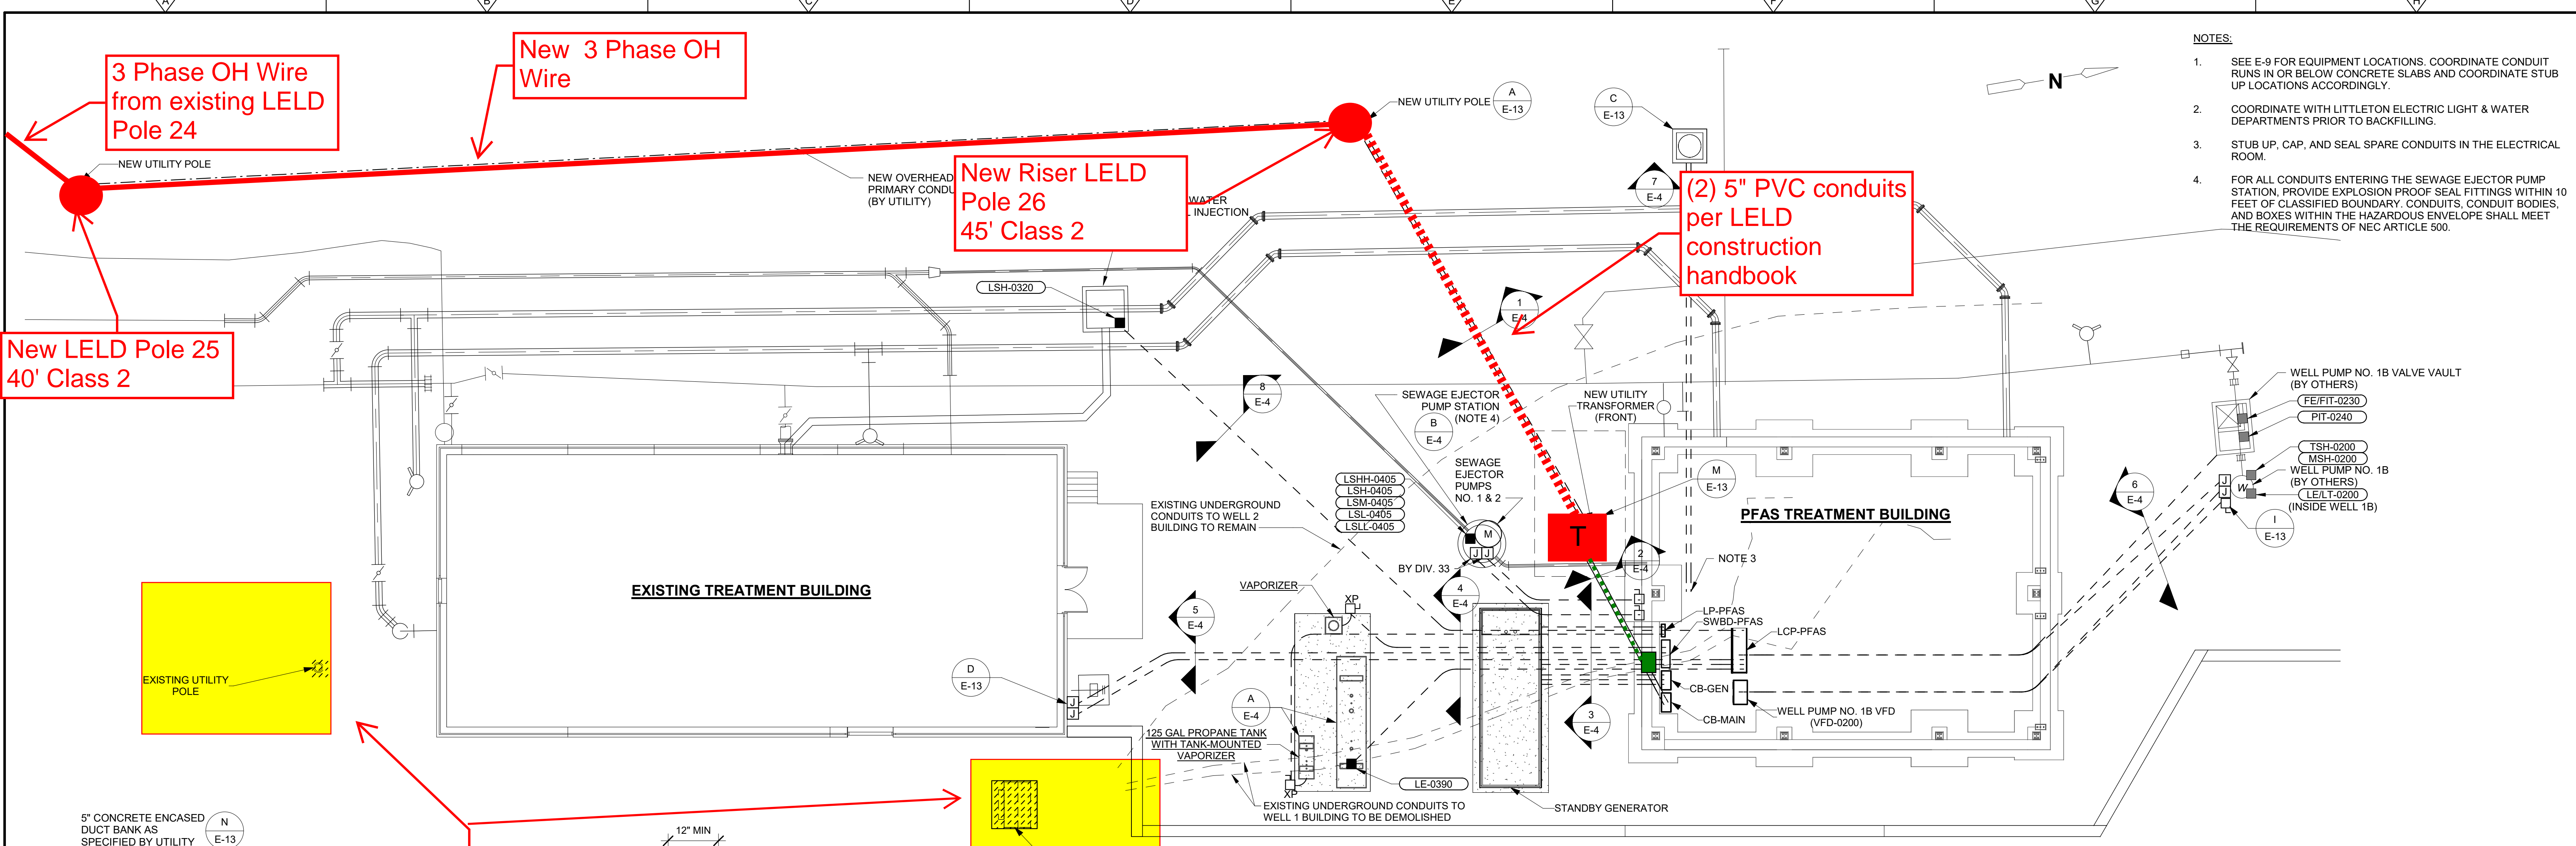 A
B
C
D
E
F
G
H
3 Phase OH Wire
from existing LELD
Pole 24
New 3 Phase OH
Wire
NEW UTILITY POLE
NEW UTILITY POLE
A
E-13
C
E-13
N
NOTES:
1. SEE E-9 FOR EQUIPMENT LOCATIONS. COORDINATE CONDUIT
RUNS IN OR BELOW CONCRETE SLABS AND COORDINATE STUB
UP LOCATIONS ACCORDINGLY.
2. COORDINATE WITH LITTLETON ELECTRIC LIGHT & WATER
DEPARTMENTS PRIOR TO BACKFILLING.
3. STUB UP, CAP, AND SEAL SPARE CONDUITS IN THE ELECTRICAL
ROOM.
4. FOR ALL CONDUITS ENTERING THE SEWAGE EJECTOR PUMP
STATION, PROVIDE EXPLOSION PROOF SEAL FITTINGS WITHIN 10
FEET OF CLASSIFIED BOUNDARY. CONDUITS, CONDUIT BODIES,
AND BOXES WITHIN THE HAZARDOUS ENVELOPE SHALL MEET
THE REQUIREMENTS OF NEC ARTICLE 500.
NEW OVERHEAD
PRIMARY
(BY UTILITY)
New Riser LELD
Pole 26
45' Class 2
WATER
INJECTION
7
E-4
(2) 5" PVC conduits
per LELD
construction
handbook
LSH-0320
1
E-4
New LELD Pole 25
40' Class 2
8
E-4
SEWAGE EJECTOR
PUMP STATION
(NOTE 4)
B
E-4
NEW UTILITY
TRANSFORMER
(FRONT)
WELL PUMP NO. 1B VALVE VAULT
(BY OTHERS)
FE/FIT-0230
PIT-0240
TSH-0200
MSH-0200
WELL PUMP NO. 1B
(BY OTHERS)
LE/LT-0200
(INSIDE WELL 1B)
J
J
W
I
E-13
6
E-4
SEWAGE
EJECTOR
PUMPS
NO. 1 & 2
LSHH-0405
LSH-0405
LSM-0405
LSL-0405
LSLL-0405
M
E-13
EXISTING UNDERGROUND
CONDUITS TO WELL 2
BUILDING TO REMAIN
PFAS TREATMENT BUILDING
T
M
J J
BY DIV. 33
2
E-4
NOTE 3
EXISTING TREATMENT BUILDING
VAPORIZER
XP
4
E-4
5
E-4
LP-PFAS
SWBD-PFAS
LCP-PFAS
EXISTING UTILITY
POLE
D
E-13
J
J
A
E-4
CB-GEN
CB-MAIN
WELL PUMP NO. 1B VFD
(VFD-0200)
3
E-4
125 GAL PROPANE TANK
WITH TANK-MOUNTED
VAPORIZER
LE-0390
XP
EXISTING UNDERGROUND CONDUITS TO
WELL 1 BUILDING TO BE DEMOLISHED
STANDBY GENERATOR
5" CONCRETE ENCASED
DUCT BANK AS
SPECIFIED BY UTILITY
N
E-13
12" MIN